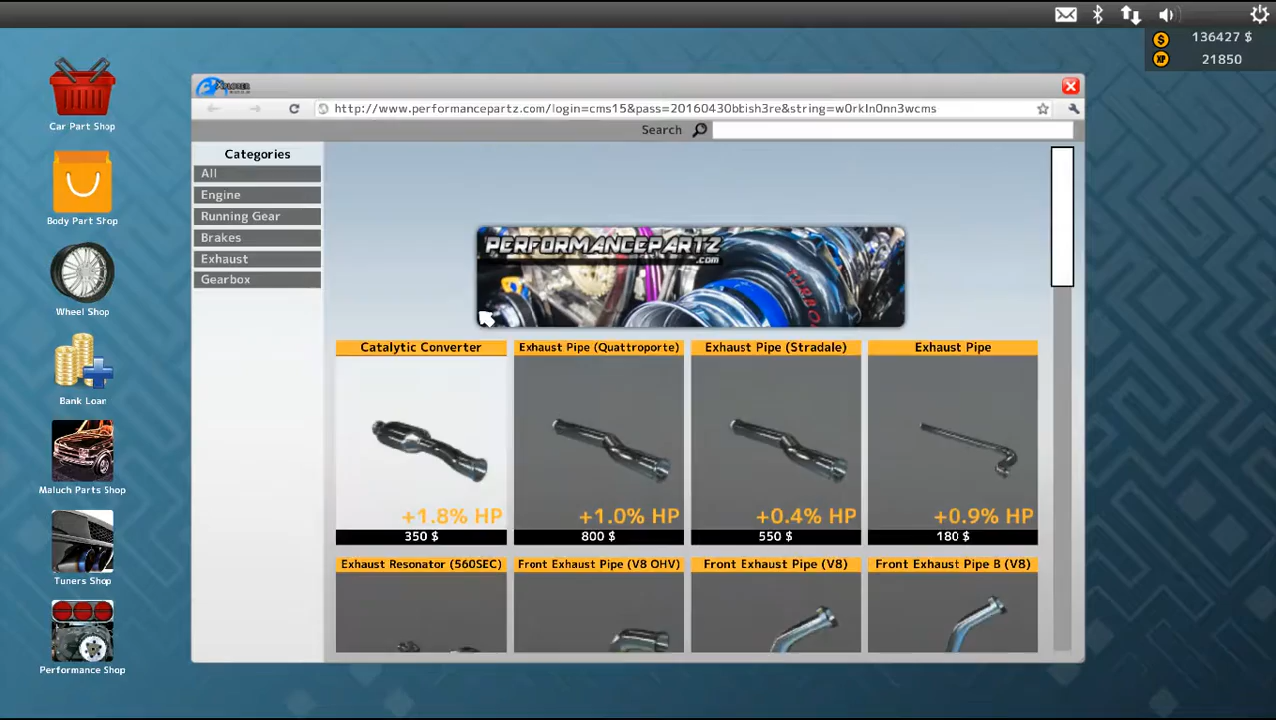 136427 $
XP 21850
Car Part Shop
Body Part Shop
Wheel Shop
Bank Loan
Maluch Parts Shop
Tuners Shop
Performance Shop
http://www.performancepartz.com/login=cms15&pass=20160430bbish3re&string=w0rkIn0nn3wcms
Search
Categories
All
Engine
Running Gear
Brakes
Exhaust
Gearbox
PERFORMANCEPARTZ
.COM
TURBO
Catalytic Converter
+1.8% HP
350 $
Exhaust Pipe (Quattroporte)
+1.0% HP
800 $
Exhaust Pipe (Stradale)
+0.4% HP
550 $
Exhaust Pipe
+0.9% HP
180 $
Exhaust Resonator (560SEC)
Front Exhaust Pipe (V8 OHV)
Front Exhaust Pipe (V8)
Front Exhaust Pipe B (V8)